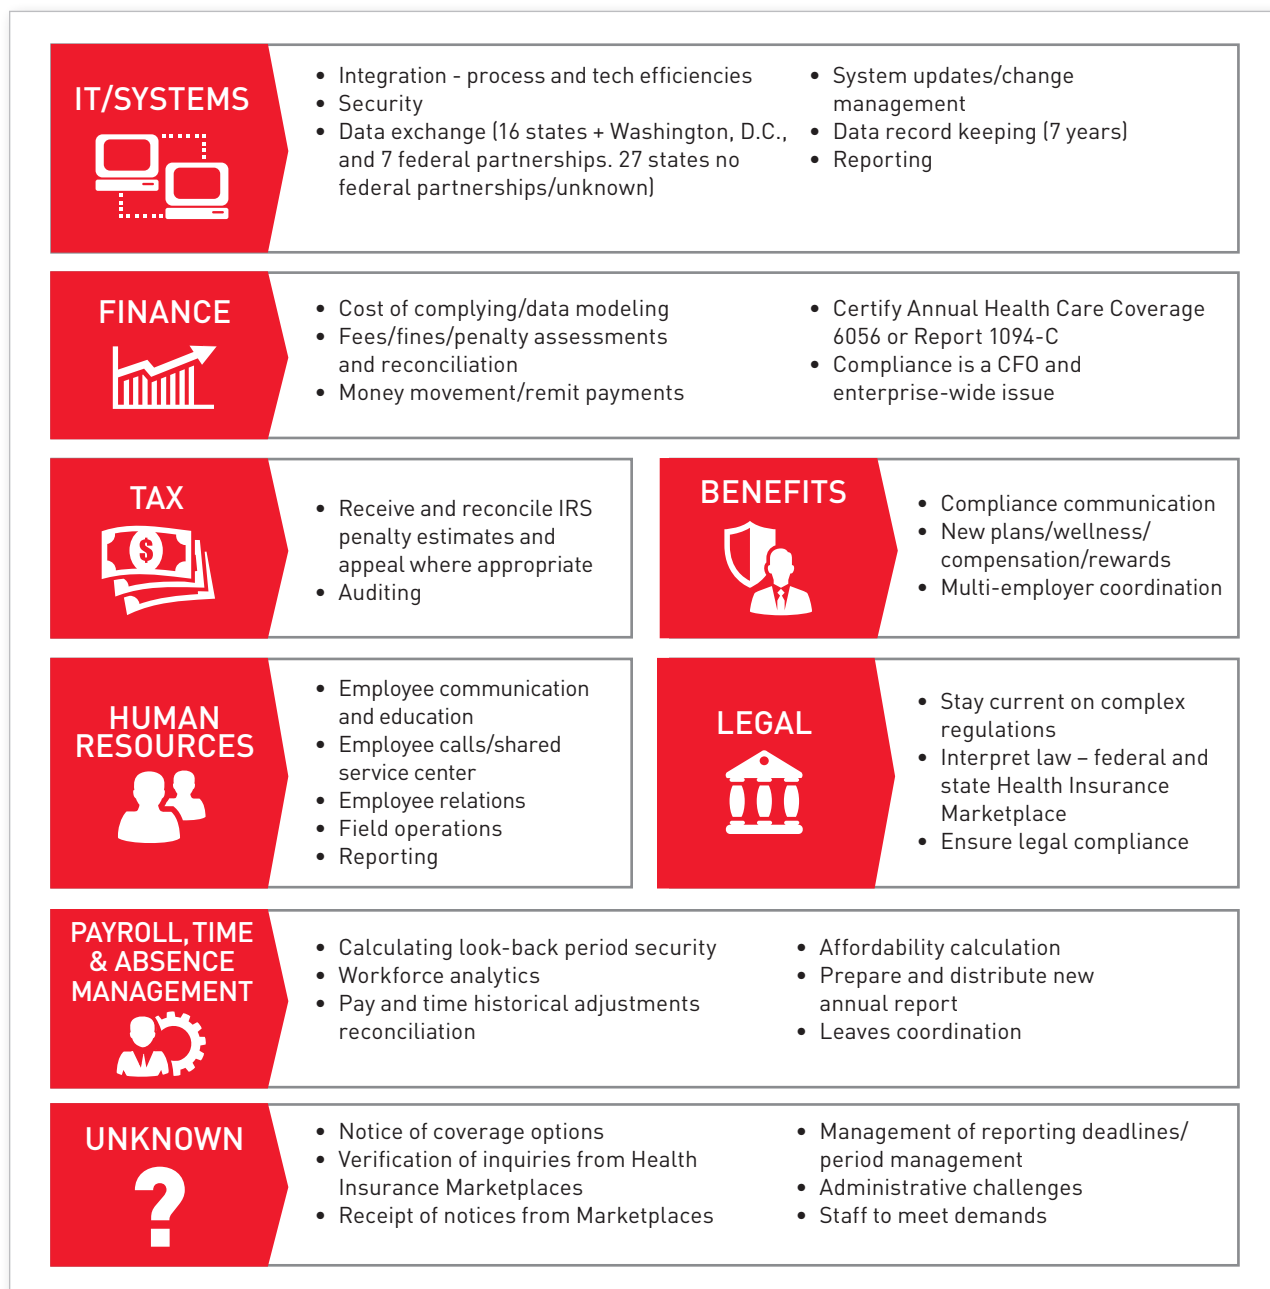 IT/SYSTEMS
• Integration - process and tech efficiencies
• Security
• Data exchange (16 states + Washington, D.C.,
and 7 federal partnerships. 27 states no
federal partnerships/unknown)
• System updates/change
management
• Data record keeping (7 years)
• Reporting
FINANCE
• Cost of complying/data modeling
• Fees/fines/penalty assessments
and reconciliation
• Money movement/remit payments
• Certify Annual Health Care Coverage
6056 or Report 1094-C
• Compliance is a CFO and
enterprise-wide issue
TAX
$
• Receive and reconcile IRS
penalty estimates and
appeal where appropriate
• Auditing
BENEFITS
• Compliance communication
• New plans/wellness/
compensation/rewards
• Multi-employer coordination
HUMAN
RESOURCES
• Employee communication
and education
• Employee calls/shared
service center
• Employee relations
• Field operations
• Reporting
LEGAL
• Stay current on complex
regulations
• Interpret law – federal and
state Health Insurance
Marketplace
• Ensure legal compliance
PAYROLL, TIME
& ABSENCE
MANAGEMENT
• Calculating look-back period security
• Workforce analytics
• Pay and time historical adjustments
reconciliation
• Affordability calculation
• Prepare and distribute new
annual report
• Leaves coordination
UNKNOWN
?
• Notice of coverage options
• Verification of inquiries from Health
Insurance Marketplaces
• Receipt of notices from Marketplaces
• Management of reporting deadlines/
period management
• Administrative challenges
• Staff to meet demands